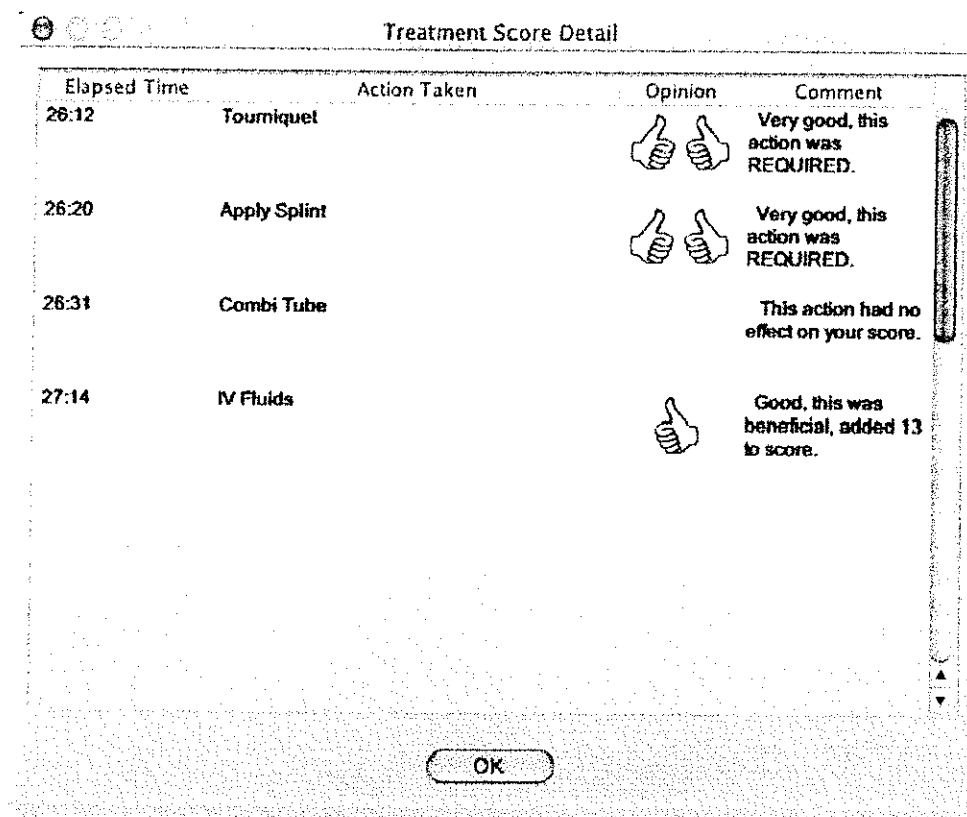 Treatment Score Detail
Elapsed Time Action Taken Opinion Comment
26:12 Tourniquet Very good, this
action was
REQUIRED.
26:20 Apply Splint Very good, this
action was
REQUIRED.
26:31 Combi Tube This action had no
effect on your score.
27:14 IV Fluids Good, this was
beneficial, added 13
to score.
OK